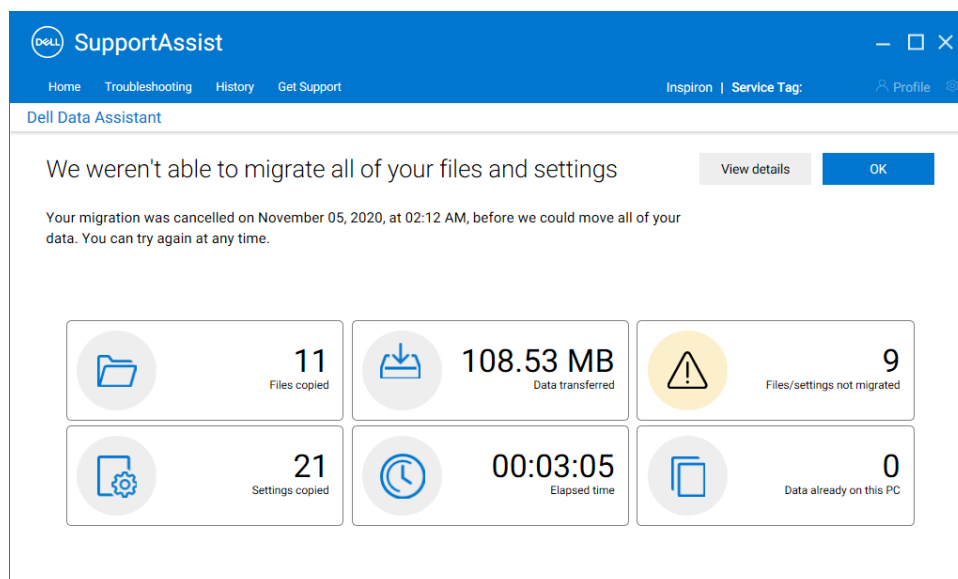 DELL SupportAssist
Home Troubleshooting History Get Support Inspiron | Service Tag: Profile
Dell Data Assistant
We weren't able to migrate all of your files and settings View details OK
Your migration was cancelled on November 05, 2020, at 02:12 AM, before we could move all of your
data. You can try again at any time.
11
Files copied
108.53 MB
Data transferred
9
Files/settings not migrated
21
Settings copied
00:03:05
Elapsed time
0
Data already on this PC